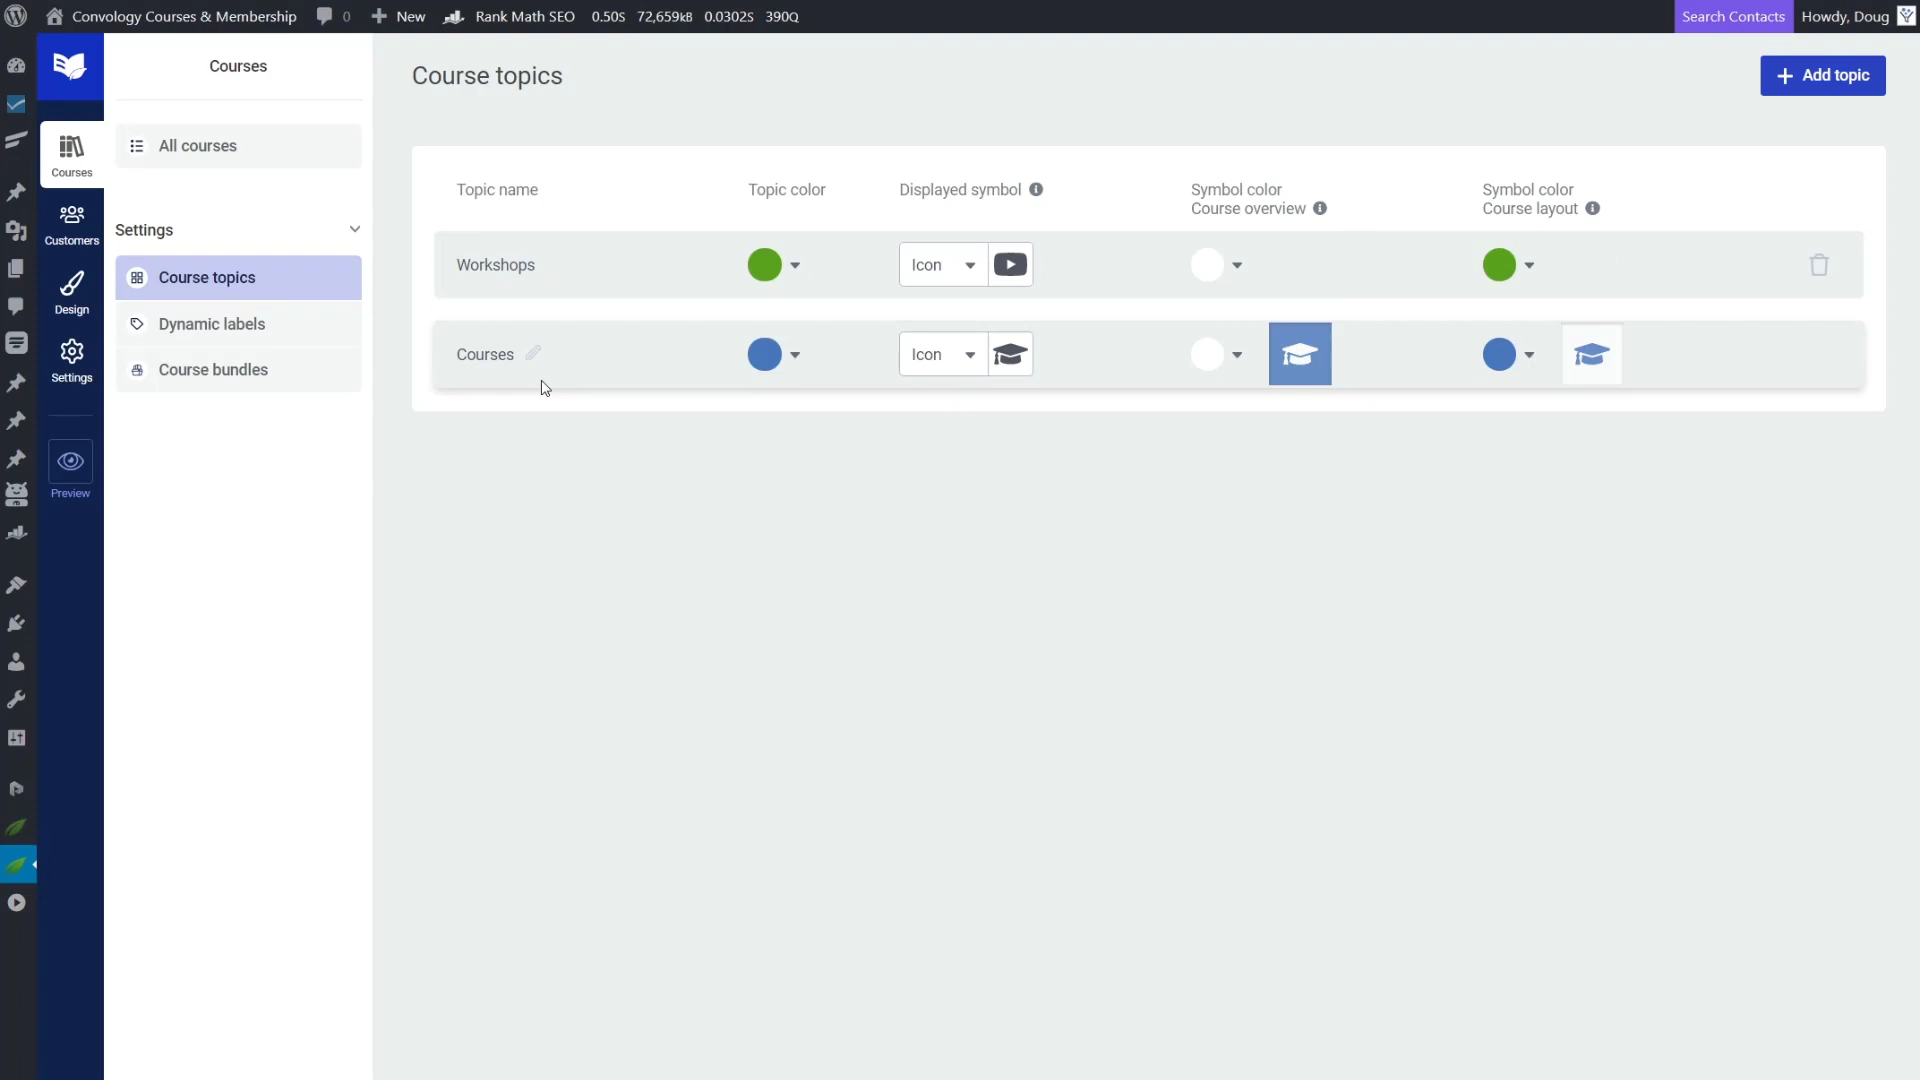 Convology Courses & Membership 0 New Rank Math SEO 0.50S 72,659KB 0.0302S 390Q Search Contacts Howdy, Doug
Courses
Course topics
Add topic
All courses
Courses
Customers
Design
Settings
Preview
Settings
Course topics
Dynamic labels
Course bundles
Topic name
Topic color
Displayed symbol
Symbol color
Course overview
Symbol color
Course layout
Workshops
Icon
Courses
Icon